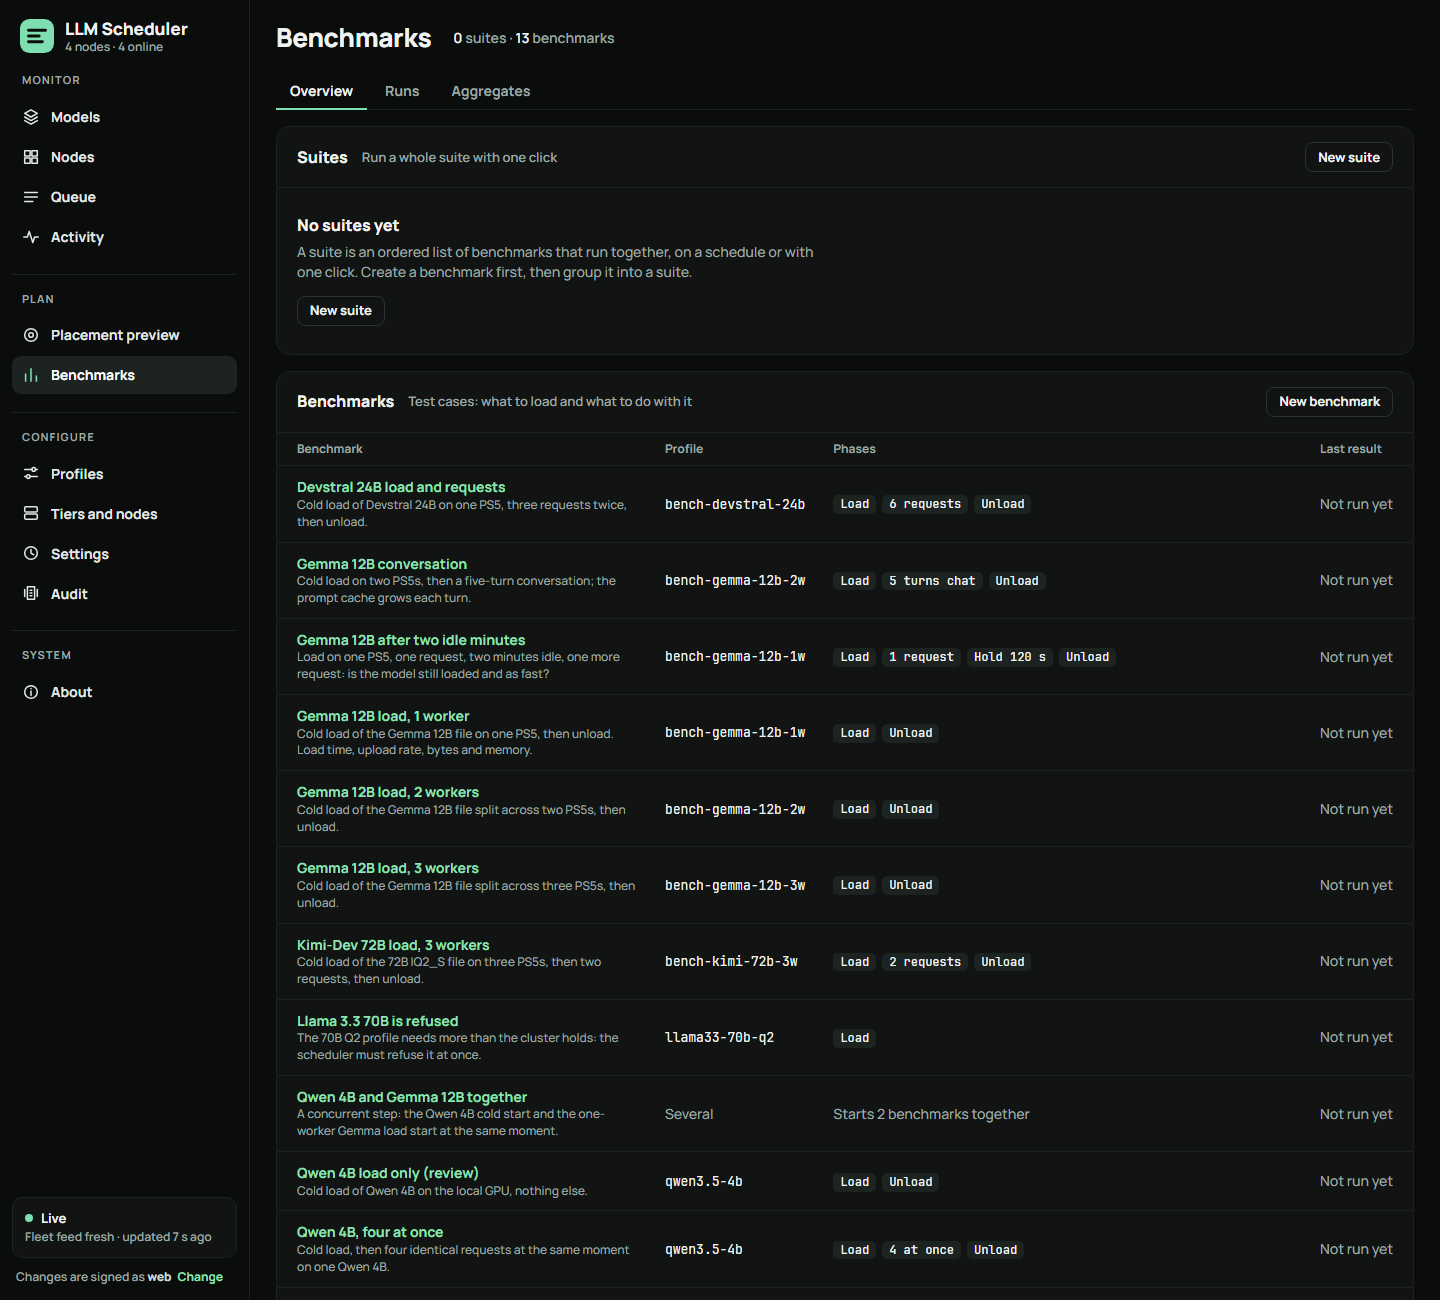 LLM Scheduler
4 nodes · 4 online
MONITOR
Models
Nodes
Queue
Activity
PLAN
Placement preview
Benchmarks
CONFIGURE
Profiles
Tiers and nodes
Settings
Audit
SYSTEM
About
Live
Fleet feed fresh · updated 7 s ago
Changes are signed as web Change
Benchmarks 0 suites · 13 benchmarks
Overview Runs Aggregates
Suites Run a whole suite with one click New suite
No suites yet
A suite is an ordered list of benchmarks that run together, on a schedule or with
one click. Create a benchmark first, then group it into a suite.
New suite
Benchmarks Test cases: what to load and what to do with it New benchmark
Benchmark Profile Phases Last result
Devstral 24B load and requests
Cold load of Devstral 24B on one PS5, three requests twice,
then unload.
bench-devstral-24b Load 6 requests Unload Not run yet
Gemma 12B conversation
Cold load on two PS5s, then a five-turn conversation; the
prompt cache grows each turn.
bench-gemma-12b-2w Load 5 turns chat Unload Not run yet
Gemma 12B after two idle minutes
Load on one PS5, one request, two minutes idle, one more
request: is the model still loaded and as fast?
bench-gemma-12b-1w Load 1 request Hold 120 s Unload Not run yet
Gemma 12B load, 1 worker
Cold load of the Gemma 12B file on one PS5, then unload.
Load time, upload rate, bytes and memory.
bench-gemma-12b-1w Load Unload Not run yet
Gemma 12B load, 2 workers
Cold load of the Gemma 12B file split across two PS5s, then
unload.
bench-gemma-12b-2w Load Unload Not run yet
Gemma 12B load, 3 workers
Cold load of the Gemma 12B file split across three PS5s, then
unload.
bench-gemma-12b-3w Load Unload Not run yet
Kimi-Dev 72B load, 3 workers
Cold load of the 72B IQ2_S file on three PS5s, then two
requests, then unload.
bench-kimi-72b-3w Load 2 requests Unload Not run yet
Llama 3.3 70B is refused
The 70B Q2 profile needs more than the cluster holds: the
scheduler must refuse it at once.
llama33-70b-q2 Load Not run yet
Qwen 4B and Gemma 12B together
A concurrent step: the Qwen 4B cold start and the one-
worker Gemma load start at the same moment.
Several Starts 2 benchmarks together Not run yet
Qwen 4B load only (review)
Cold load of Qwen 4B on the local GPU, nothing else.
qwen3.5-4b Load Unload Not run yet
Qwen 4B, four at once
Cold load, then four identical requests at the same moment
on one Qwen 4B.
qwen3.5-4b Load 4 at once Unload Not run yet